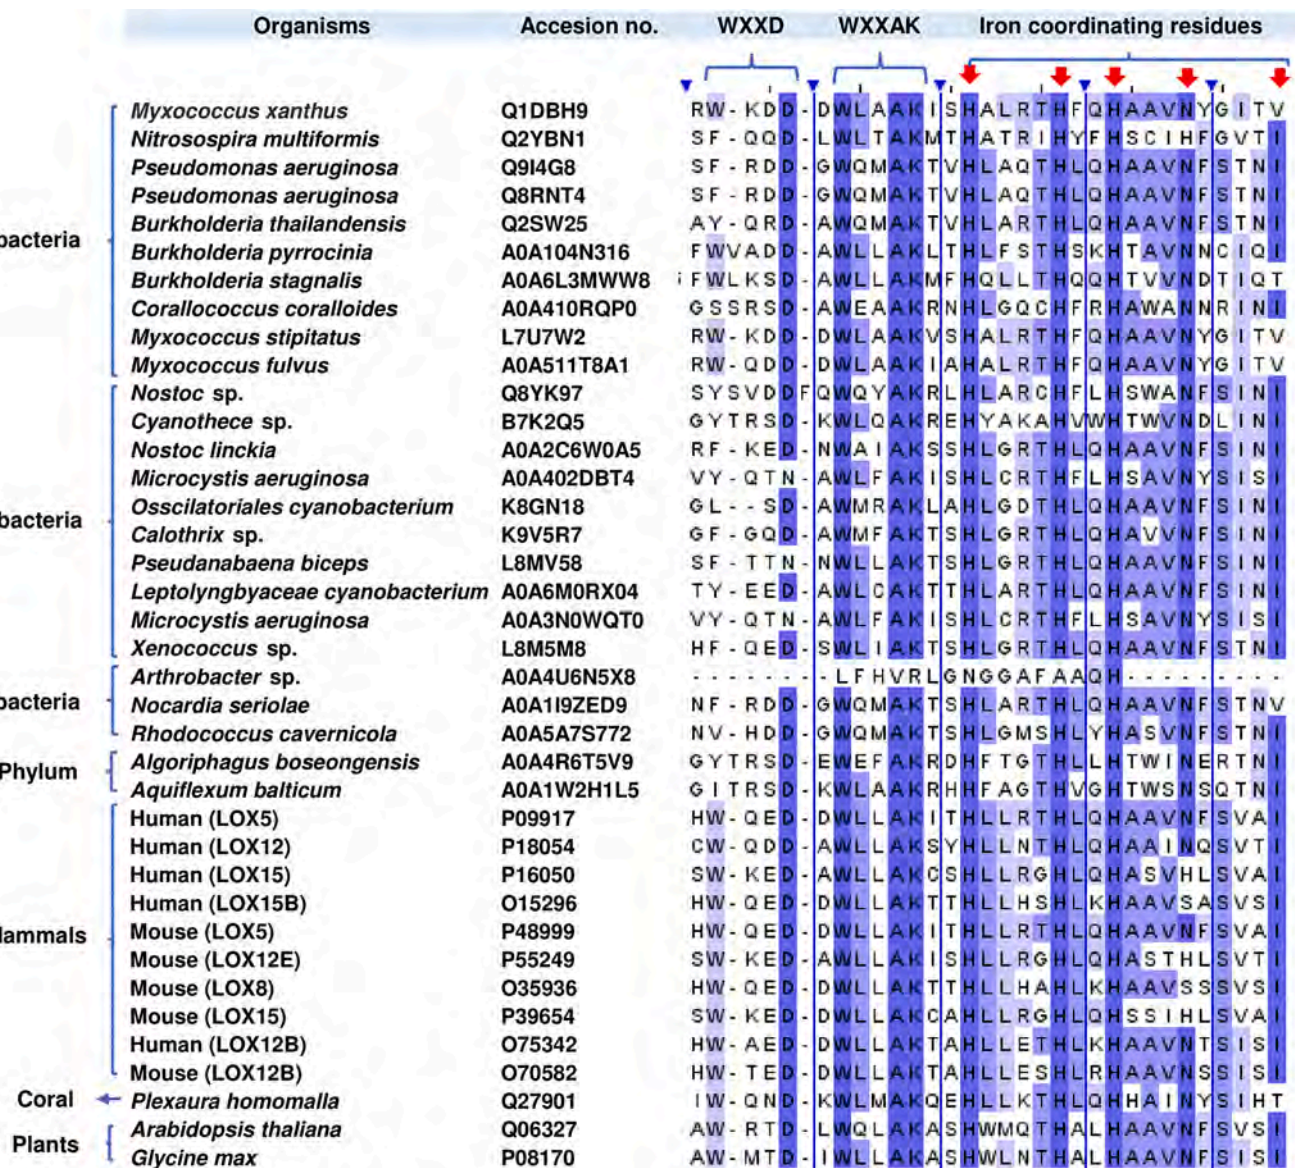 Organisms Accesion no. WXXD WXXAK Iron coordinating residues
Myxococcus xanthus Q1DBH9 RW-KDD-DWLAAKISHALRTHFQHAAVNYGITV
Nitrosospira multiformis Q2YBN1 SF-QQD-LWLTAKMTHATRIHYFHSCIHFGVTI
Pseudomonas aeruginosa Q9I4G8 SF-RDD-GWQMAKTVHLAQTHLQHAAVNFSTNI
Pseudomonas aeruginosa Q8RNT4 SF-RDD-GWQMAKTVHLAQTHLQHAAVNFSTNI
Burkholderia thailandensis Q2SW25 AY-QRD-AWQMAKTVHLARTHLQHAAVNFSTNI
bacteria
Burkholderia pyrrocinia A0A104N316 FWVADD-AWLLAKLTHLFSTHSKHTAVNNCIQI
Burkholderia stagnalis A0A6L3MWW8 FWLKSD-AWLLAKMFHQLLTHQQHTVVNDTIQT
Corallococcus coralloides A0A410RQP0 GSSRSD-AWEAAKRNHLGQCHFRHAWANNRINI
Myxococcus stipitatus L7U7W2 RW-KDD-DWLAAKVSHALRTHFQHAAVNYGITV
Myxococcus fulvus A0A511T8A1 RW-QDD-DWLAAKIAHALRTHFQHAAVNYGITV
Nostoc sp. Q8YK97 SYSVDDFQWQYAKRLHLARCHFLHSWANFSINI
Cyanothece sp. B7K2Q5 GYTRSD-KWLQAKREHYAKAHVWHTWVNDLINI
Nostoc linckia A0A2C6W0A5 RF-KED-NWAIAKSSHLGRTHLQHAAVNFSINI
Microcystis aeruginosa A0A402DBT4 VY-QTN-AWLFAKISHLCRTHFLHSAVNYSISI
Osscilatoriales cyanobacterium K8GN18 GL--SD-AWMRAKLAHLGDTHLQHAAVNFSINI
bacteria
Calothrix sp. K9V5R7 GF-GQD-AWMFAKTSHLGRTHLQHAVVNFSINI
Pseudanabaena biceps L8MV58 SF-TTN-NWLLAKTSHLGRTHLQHAAVNFSINI
Leptolyngbyaceae cyanobacterium A0A6M0RX04 TY-EED-AWLCAKTTHLARTHLQHAAVNFSINI
Microcystis aeruginosa A0A3N0WQT0 VY-QTN-AWLFAKISHLCRTHFLHSAVNYSISI
Xenococcus sp. L8M5M8 HF-QED-SWLIAKTSHLGRTHLQHAAVNFSTNI
Arthrobacter sp. A0A4U6N5X8 --------LFHVRLGNGGAFAAQH---------
bacteria
Nocardia seriolae A0A1I9ZED9 NF-RDD-GWQMAKTSHLARTHLQHAAVNFSTNV
Rhodococcus cavernicola A0A5A7S772 NV-HDD-GWQMAKTSHLGMSHLYHASVNFSTNI
Phylum
Algoriphagus boseongensis A0A4R6T5V9 GYTRSD-EWEFAKRDHFTGTHLLHTWINERTNI
Aquiflexum balticum A0A1W2H1L5 GITRSD-KWLAAKRHHFAGTHVGHTWSNSQTNI
Human (LOX5) P09917 HW-QED-DWLLAKITHLLRTHLQHAAVNFSVAI
Human (LOX12) P18054 CW-QDD-AWLLAKSYHLLNTHLQHAAINQSVTI
Human (LOX15) P16050 SW-KED-AWLLAKCSHLLRGHLQHASVHLSVAI
Human (LOX15B) O15296 HW-QED-AWLLAKTTHLLHSHLKHAAVSASVSI
Mouse (LOX5) P48999 HW-QED-DWLLAKITHLLRTHLQHAAVNFSVAI
Mouse (LOX12E) P55249 SW-KED-AWLLAKISHLLRGHLQHASTHLSVTI
Mouse (LOX8) O35936 HW-QED-DWLLAKTTHLLHAHLKHAAVSSSVSI
Mouse (LOX15) P39654 SW-KED-DWLLAKCAHLLRGHLQHSSIHLSVAI
Human (LOX12B) O75342 HW-AED-DWLLAKTAHLLETHLKHAAVNTSISI
Mouse (LOX12B) O70582 HW-TED-DWLLAKTAHLLESHLRHAAVNSSISI
Coral Plexaura homomalla Q27901 IW-QND-KWLMAKQEHLLKTHLQHHAINYSIHT
Arabidopsis thaliana Q06327 AW-RTD-LWQLAKASHWMQTHALHAAVNFSVSI
Plants
Glycine max P08170 AW-MTD-IWLLAKASHWLNTHALHAAVNFSISI